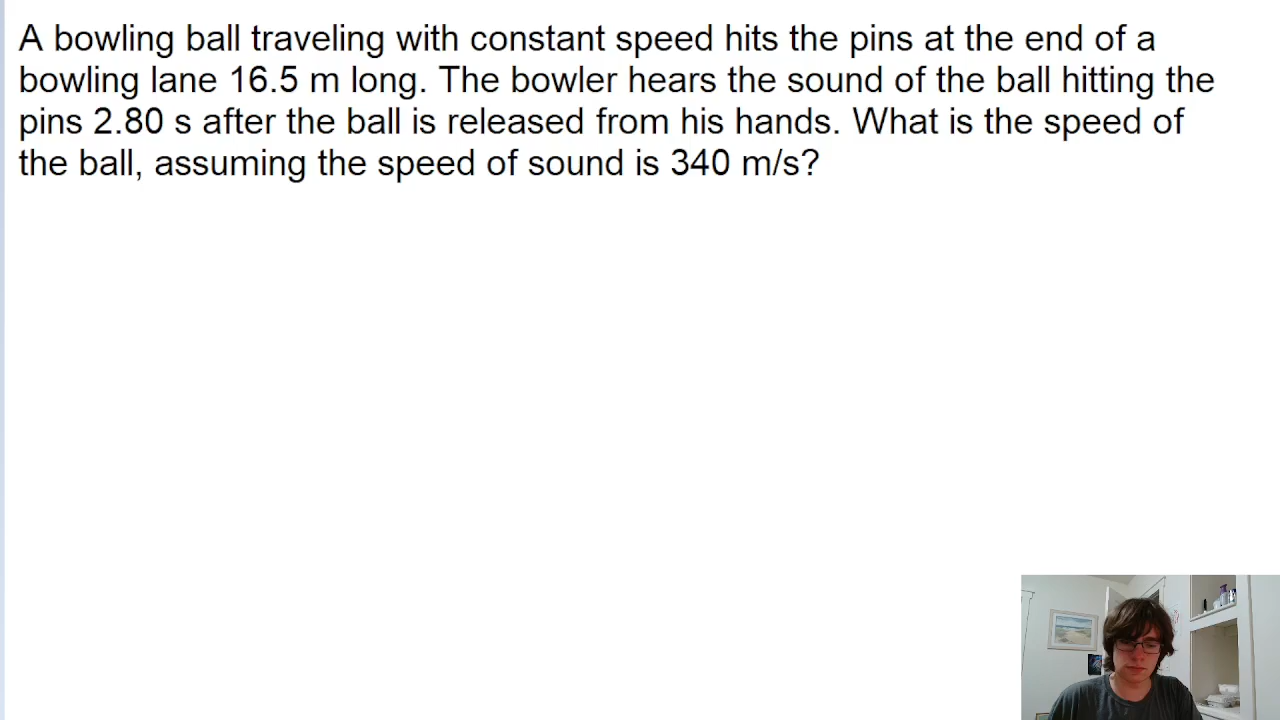 A bowling ball traveling with constant speed hits the pins at the end of a
bowling lane 16.5 m long. The bowler hears the sound of the ball hitting the
pins 2.80 s after the ball is released from his hands. What is the speed of
the ball, assuming the speed of sound is 340 m/s?